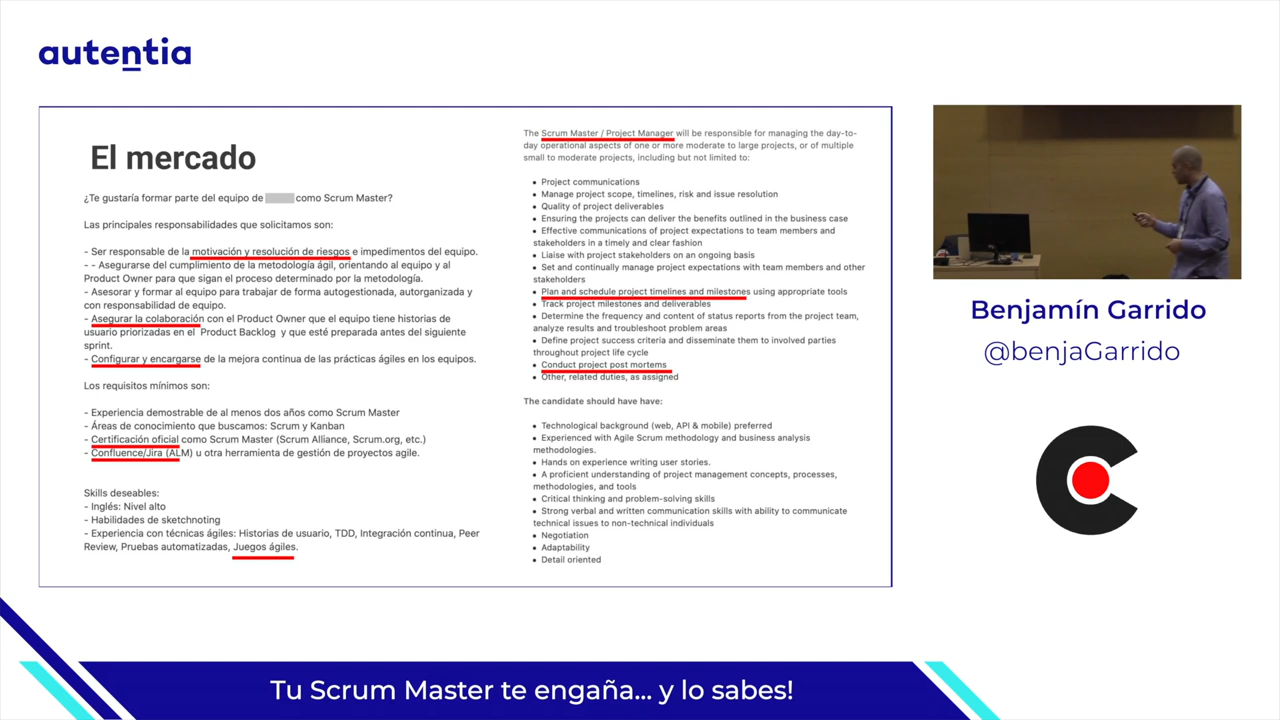 autentia
El mercado
¿Te gustaría formar parte del equipo de como Scrum Master?
Las principales responsabilidades que solicitamos son:
- Ser responsable de la motivación y resolución de riesgos e impedimentos del equipo.
- - Asegurarse del cumplimiento de la metodología ágil, orientando al equipo y al
Product Owner para que sigan el proceso determinado por la metodología.
- Asesorar y formar al equipo para trabajar de forma autogestionada, autorganizada y
con responsabilidad de equipo.
- Asegurar la colaboración con el Product Owner que el equipo tiene historias de
usuario priorizadas en el Product Backlog y que esté preparada antes del siguiente
sprint.
- Configurar y encargarse de la mejora continua de las prácticas ágiles en los equipos.
Los requisitos mínimos son:
- Experiencia demostrable de al menos dos años como Scrum Master
- Áreas de conocimiento que buscamos: Scrum y Kanban
- Certificación oficial como Scrum Master (Scrum Alliance, Scrum.org, etc.)
- Confluence/Jira (ALM) u otra herramienta de gestión de proyectos agile.
Skills deseables:
- Inglés: Nivel alto
- Habilidades de sketchnoting
- Experiencia con técnicas ágiles: Historias de usuario, TDD, Integración continua, Peer
Review, Pruebas automatizadas, Juegos ágiles.
The Scrum Master / Project Manager will be responsible for managing the day-to-
day operational aspects of one or more moderate to large projects, or of multiple
small to moderate projects, including but not limited to:
• Project communications
• Manage project scope, timelines, risk and issue resolution
• Quality of project deliverables
• Ensuring the projects can deliver the benefits outlined in the business case
• Effective communications of project expectations to team members and
stakeholders in a timely and clear fashion
• Liaise with project stakeholders on an ongoing basis
• Set and continually manage project expectations with team members and other
stakeholders
• Plan and schedule project timelines and milestones using appropriate tools
• Track project milestones and deliverables
• Determine the frequency and content of status reports from the project team,
analyze results and troubleshoot problem areas
• Define project success criteria and disseminate them to involved parties
throughout project life cycle
• Conduct project post mortems
• Other, related duties, as assigned
The candidate should have have:
• Technological background (web, API & mobile) preferred
• Experienced with Agile Scrum methodology and business analysis
methodologies.
• Hands on experience writing user stories.
• A proficient understanding of project management concepts, processes,
methodologies, and tools
• Critical thinking and problem-solving skills
• Strong verbal and written communication skills with ability to communicate
technical issues to non-technical individuals
• Negotiation
• Adaptability
• Detail oriented
Benjamín Garrido
@benjaGarrido
Tu Scrum Master te engaña... y lo sabes!